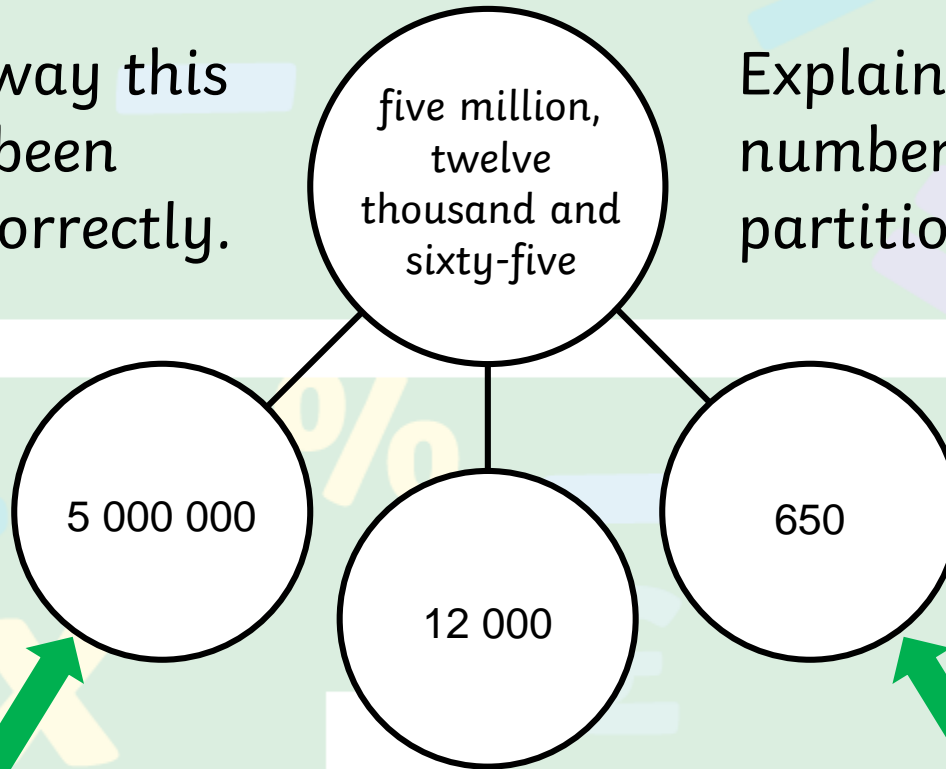 way this
been
orrectly.
five million,
twelve
thousand and
sixty-five
Explain
number
partitio
5 000 000
12 000
650
%